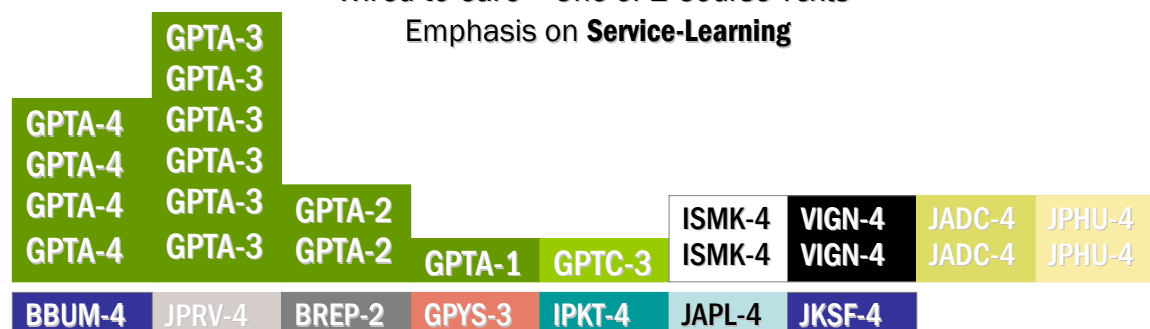 Emphasis on Service-Learning
GPTA-3
GPTA-3
GPTA-4 GPTA-3
GPTA-4 GPTA-3
GPTA-4 GPTA-3 GPTA-2 ISMK-4 VIGN-4 JADC-4 JPHU-4
GPTA-4 GPTA-3 GPTA-2 GPTA-1 GPTC-3 ISMK-4 VIGN-4 JADC-4 JPHU-4
BBUM-4 JPRV-4 BREP-2 GPYS-3 IPKT-4 JAPL-4 JKSF-4